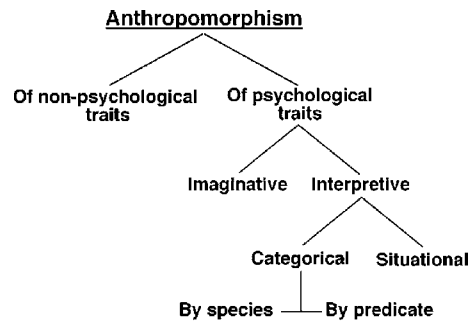 Anthropomorphism
Of non-psychological
traits
Of psychological
traits
Imaginative
Interpretive
Categorical
Situational
By species
By predicate